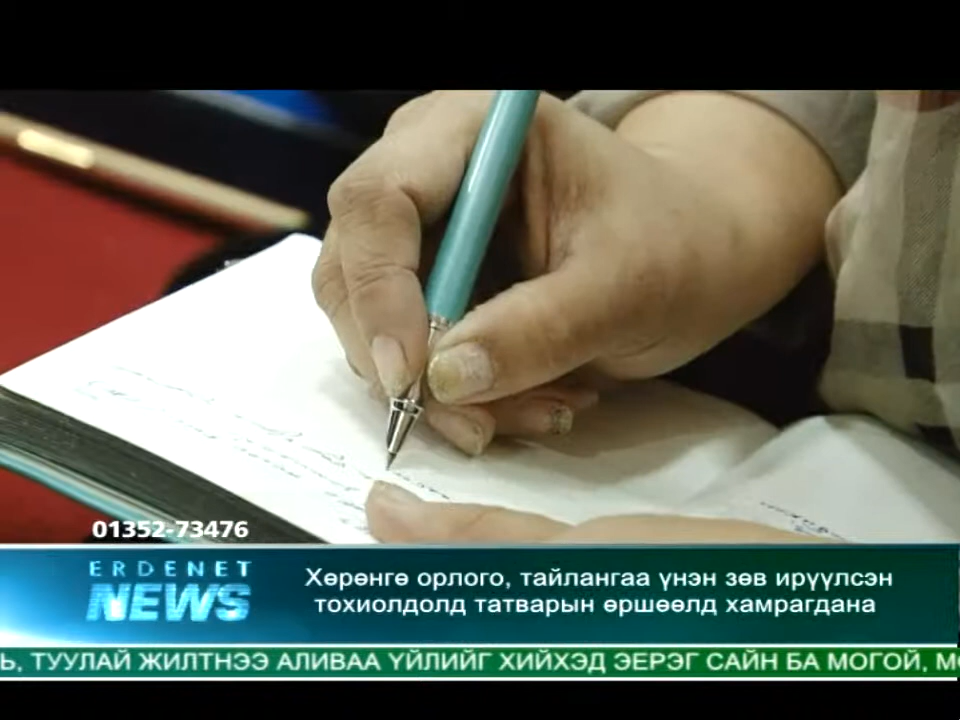 01352-73476
ERDENET
NEWS
Хөрөнгө орлого, тайлангаа үнэн зөв ирүүлсэн
тохиолдолд татварын өршөөлд хамрагдана
Ь, ТУУЛАЙ ЖИЛТНЭЭ АЛИВАА ҮЙЛИЙГ ХИЙХЭД ЭЕРЭГ САЙН БА МОГОЙ,